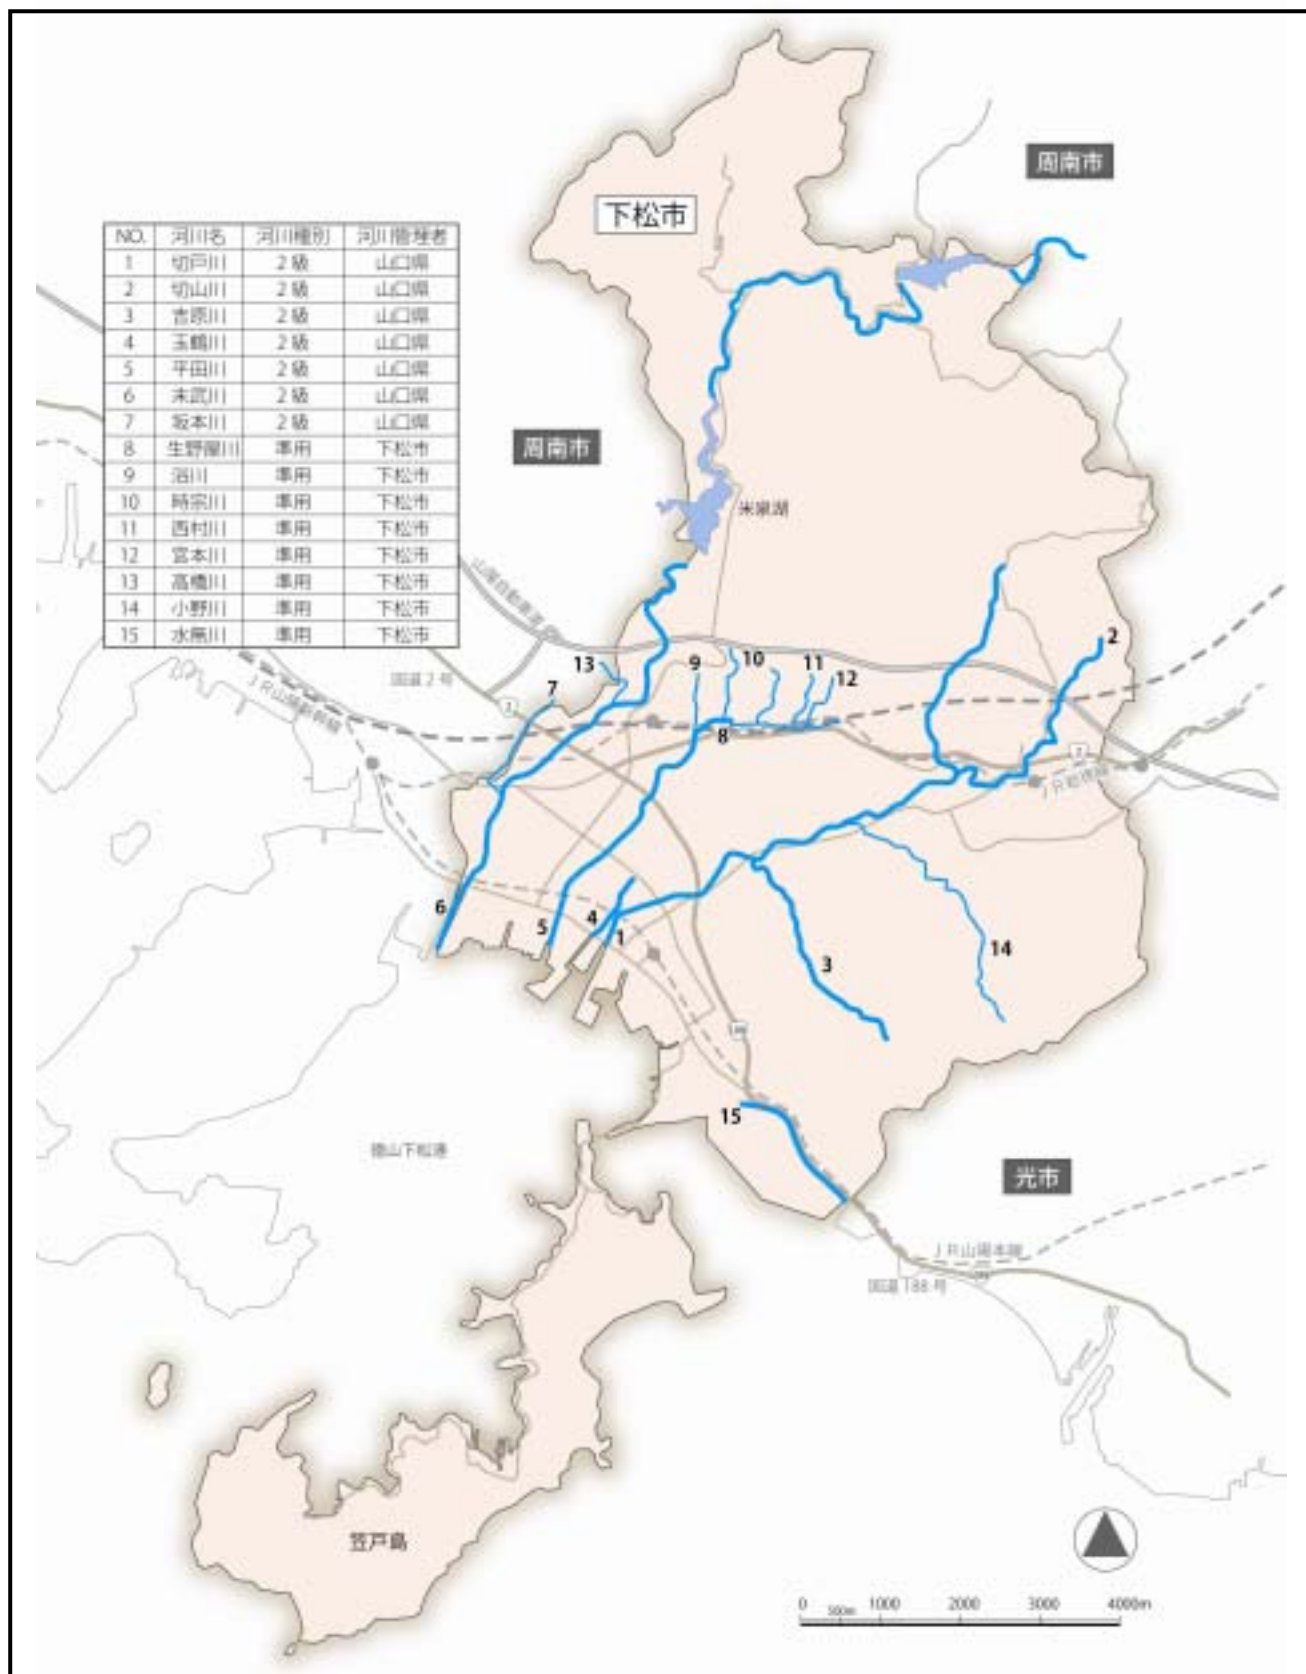 周南市
下松市
NO. 河川名 河川種別 河川管理者
1 切戸川 2級 山口県
2 切山川 2級 山口県
3 吉原川 2級 山口県
4 玉鶴川 2級 山口県
5 平田川 2級 山口県
6 末武川 2級 山口県
7 坂本川 2級 山口県
8 生野屋川 準用 下松市
9 沿川 準用 下松市
10 時宗川 準用 下松市
11 西村川 準用 下松市
12 宮本川 準用 下松市
13 高橋川 準用 下松市
14 小野川 準用 下松市
15 水無川 準用 下松市
周南市
米泉湖
山陽自動車道
2
13
9
10
11
12
国道2号
7
JR山陽新幹線
2
8
2
JR岩徳線
6
5
4
1
3
14
188
15
徳山下松港
光市
JR山陽本線
国道188号
笠戸島
0 500m 1000 2000 3000 4000m